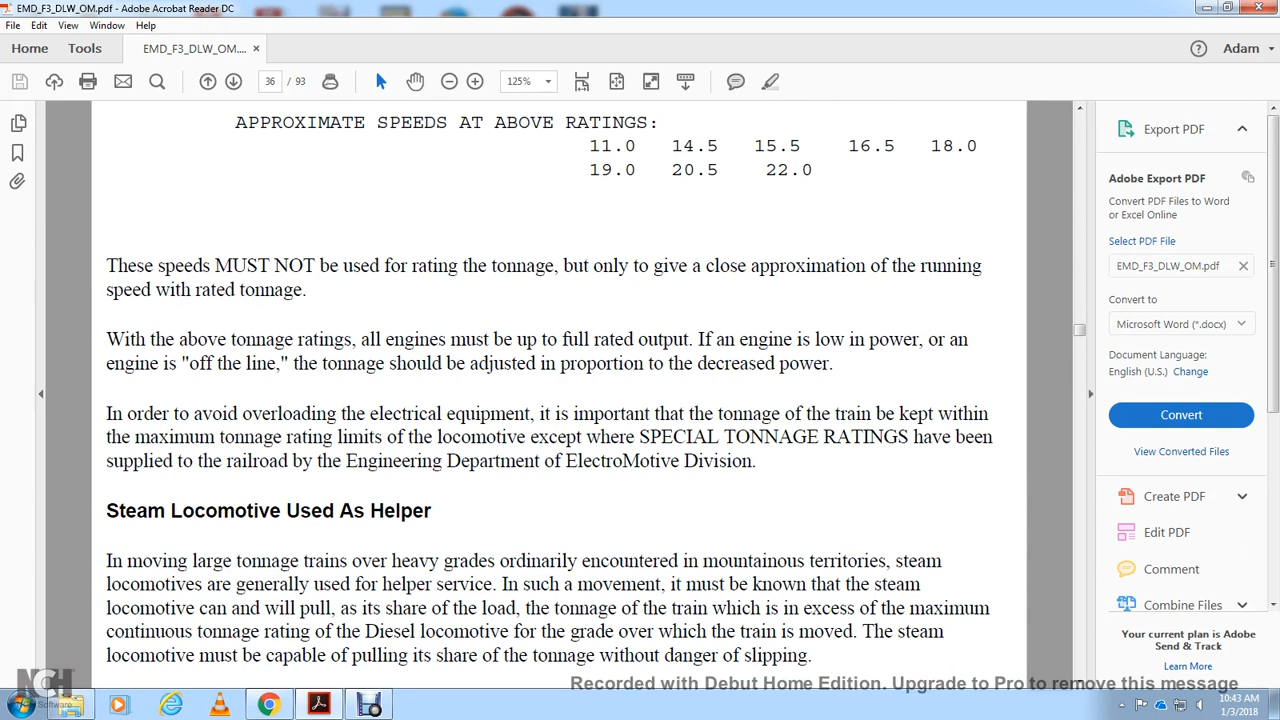 EMD_F3_DLW_OM.pdf - Adobe Acrobat Reader DC
File Edit View Window Help
Home Tools EMD_F3_DLW_OM.... × Adam
36 / 93 125%
APPROXIMATE SPEEDS AT ABOVE RATINGS:
11.0 14.5 15.5 16.5 18.0
19.0 20.5 22.0
These speeds MUST NOT be used for rating the tonnage, but only to give a close approximation of the running
speed with rated tonnage.
With the above tonnage ratings, all engines must be up to full rated output. If an engine is low in power, or an
engine is "off the line," the tonnage should be adjusted in proportion to the decreased power.
In order to avoid overloading the electrical equipment, it is important that the tonnage of the train be kept within
the maximum tonnage rating limits of the locomotive except where SPECIAL TONNAGE RATINGS have been
supplied to the railroad by the Engineering Department of ElectroMotive Division.
Steam Locomotive Used As Helper
In moving large tonnage trains over heavy grades ordinarily encountered in mountainous territories, steam
locomotives are generally used for helper service. In such a movement, it must be known that the steam
locomotive can and will pull, as its share of the load, the tonnage of the train which is in excess of the maximum
continuous tonnage rating of the Diesel locomotive for the grade over which the train is moved. The steam
locomotive must be capable of pulling its share of the tonnage without danger of slipping.
Export PDF
Adobe Export PDF
Convert PDF Files to Word
or Excel Online
Select PDF File
EMD_F3_DLW_OM.pdf
Convert to
Microsoft Word (*.docx)
Document Language:
English (U.S.) Change
Convert
View Converted Files
Create PDF
Edit PDF
Comment
Combine Files
Your current plan is Adobe
Send & Track
Learn More
NCH
Software
Recorded with Debut Home Edition. Upgrade to Pro to remove this message
10:43 AM
1/3/2018